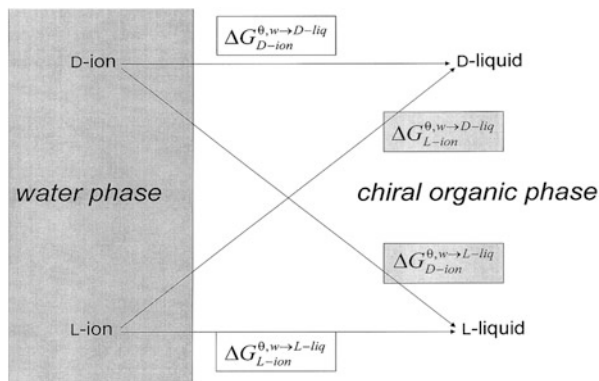 ΔG^{θ,w→D-liq}_{D-ion}
D-ion D-liquid
ΔG^{θ,w→D-liq}_{L-ion}
water phase chiral organic phase
ΔG^{θ,w→L-liq}_{D-ion}
L-ion L-liquid
ΔG^{θ,w→L-liq}_{L-ion}